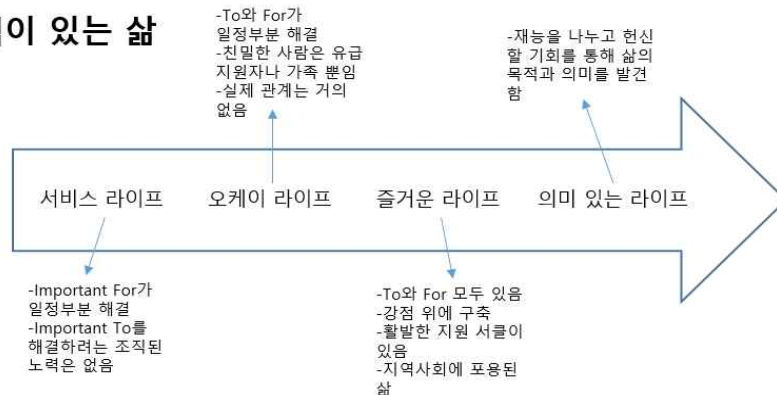 이 있는 삶
-To와 For가
일정부분 해결
-친밀한 사람은 유급
지원자나 가족 뿐임
-실제 관계는 거의
없음
-재능을 나누고 헌신
할 기회를 통해 삶의
목적과 의미를 발견
함
서비스 라이프
오케이 라이프
즐거운 라이프
의미 있는 라이프
-Important For가
일정부분 해결
-Important To를
해결하려는 조직된
노력은 없음
-To와 For 모두 있음
-강점 위에 구축
-활발한 지원 서클이
있음
-지역사회에 포용된
삶